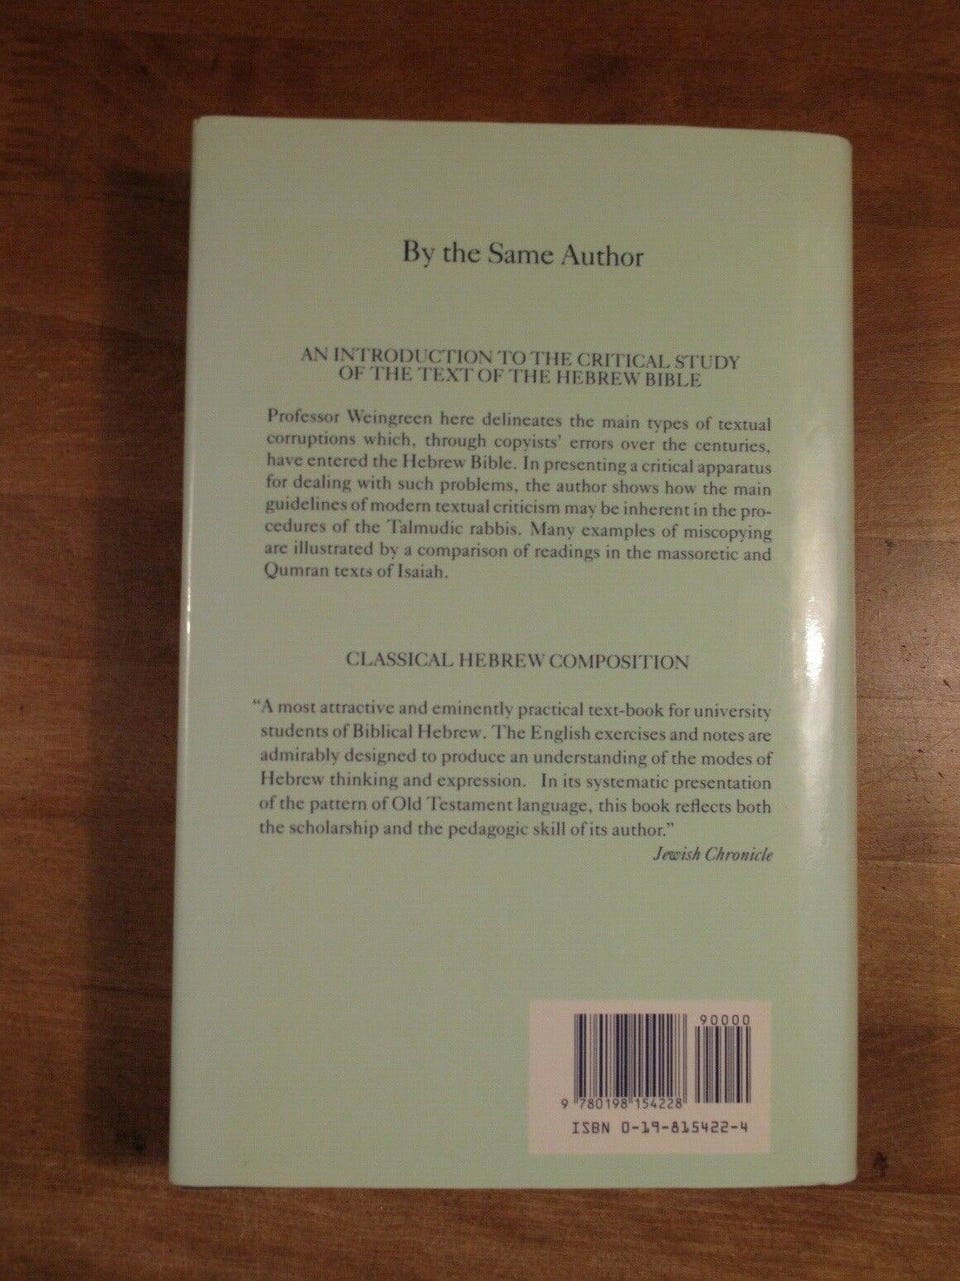 By the Same Author
AN INTRODUCTION TO THE CRITICAL STUDY
OF THE TEXT OF THE HEBREW BIBLE
Professor Weingreen here delineates the main types of textual
corruptions which, through copyists' errors over the centuries,
have entered the Hebrew Bible. In presenting a critical apparatus
for dealing with such problems, the author shows how the main
guidelines of modern textual criticism may be inherent in the pro-
cedures of the Talmudic rabbis. Many examples of miscopying
are illustrated by a comparison of readings in the massoretic and
Qumran texts of Isaiah.
CLASSICAL HEBREW COMPOSITION
“A most attractive and eminently practical text-book for university
students of Biblical Hebrew. The English exercises and notes are
admirably designed to produce an understanding of the modes of
Hebrew thinking and expression. In its systematic presentation
of the pattern of Old Testament language, this book reflects both
the scholarship and the pedagogic skill of its author.”
Jewish Chronicle
90000
9 780198 154228
ISBN 0-19-815422-4